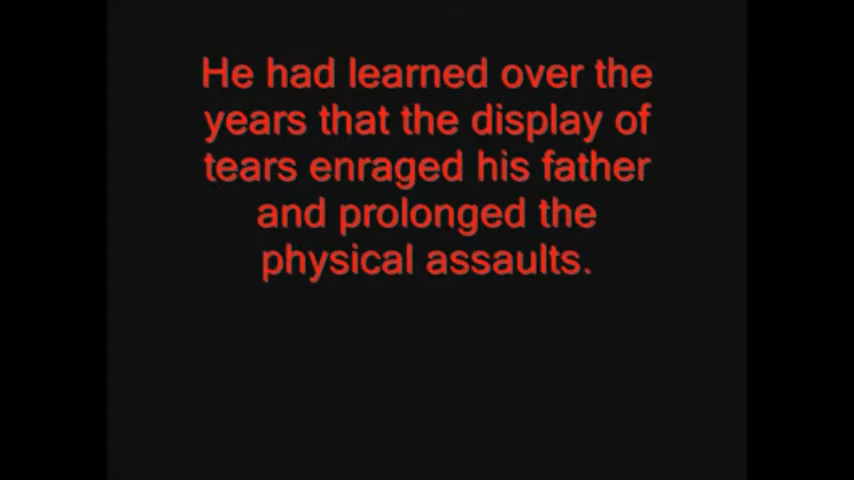 He had learned over the
years that the display of
tears enraged his father
and prolonged the
physical assaults.